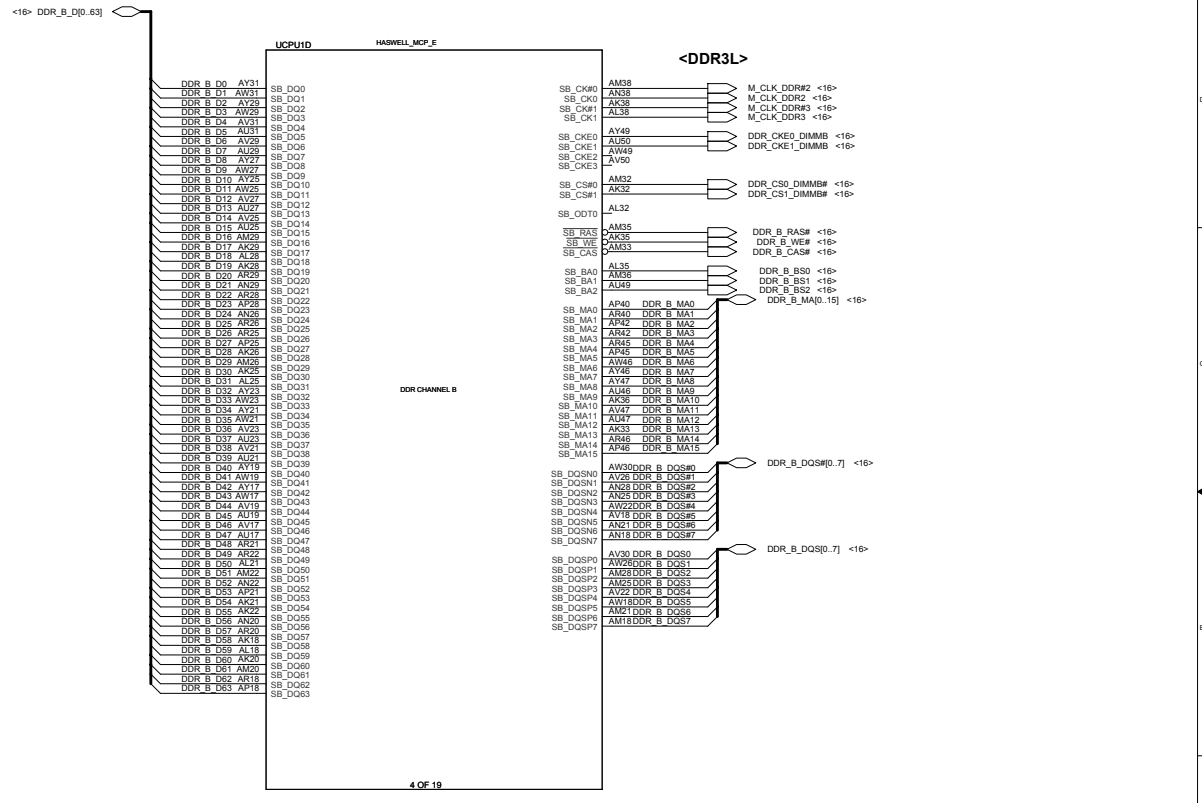 <16> DDR_B_D[0..63]
UCPU1D
HASWELL_MCP_E
<DDR3L>
DDR_B_D0 AY31 SB_DQ0
DDR_B_D1 AW31 SB_DQ1
DDR_B_D2 AY29 SB_DQ2
DDR_B_D3 AW29 SB_DQ3
DDR_B_D4 AV31 SB_DQ4
DDR_B_D5 AU31 SB_DQ5
DDR_B_D6 AV29 SB_DQ6
DDR_B_D7 AU29 SB_DQ7
DDR_B_D8 AY27 SB_DQ8
DDR_B_D9 AW27 SB_DQ9
DDR_B_D10 AY25 SB_DQ10
DDR_B_D11 AW25 SB_DQ11
DDR_B_D12 AV27 SB_DQ12
DDR_B_D13 AU27 SB_DQ13
DDR_B_D14 AV25 SB_DQ14
DDR_B_D15 AU25 SB_DQ15
DDR_B_D16 AM29 SB_DQ16
DDR_B_D17 AK29 SB_DQ17
DDR_B_D18 AL28 SB_DQ18
DDR_B_D19 AK28 SB_DQ19
DDR_B_D20 AR29 SB_DQ20
DDR_B_D21 AN29 SB_DQ21
DDR_B_D22 AR28 SB_DQ22
DDR_B_D23 AP28 SB_DQ23
DDR_B_D24 AN26 SB_DQ24
DDR_B_D25 AR26 SB_DQ25
DDR_B_D26 AR25 SB_DQ26
DDR_B_D27 AP25 SB_DQ27
DDR_B_D28 AK26 SB_DQ28
DDR_B_D29 AM26 SB_DQ29
DDR_B_D30 AK25 SB_DQ30
DDR_B_D31 AL25 SB_DQ31
DDR_B_D32 AY23 SB_DQ32
DDR_B_D33 AW23 SB_DQ33
DDR_B_D34 AY21 SB_DQ34
DDR_B_D35 AW21 SB_DQ35
DDR_B_D36 AV23 SB_DQ36
DDR_B_D37 AU23 SB_DQ37
DDR_B_D38 AV21 SB_DQ38
DDR_B_D39 AU21 SB_DQ39
DDR_B_D40 AY19 SB_DQ40
DDR_B_D41 AW19 SB_DQ41
DDR_B_D42 AY17 SB_DQ42
DDR_B_D43 AW17 SB_DQ43
DDR_B_D44 AV19 SB_DQ44
DDR_B_D45 AU19 SB_DQ45
DDR_B_D46 AV17 SB_DQ46
DDR_B_D47 AU17 SB_DQ47
DDR_B_D48 AR21 SB_DQ48
DDR_B_D49 AR22 SB_DQ49
DDR_B_D50 AL21 SB_DQ50
DDR_B_D51 AM22 SB_DQ51
DDR_B_D52 AN22 SB_DQ52
DDR_B_D53 AP21 SB_DQ53
DDR_B_D54 AK21 SB_DQ54
DDR_B_D55 AK22 SB_DQ55
DDR_B_D56 AN20 SB_DQ56
DDR_B_D57 AR20 SB_DQ57
DDR_B_D58 AK18 SB_DQ58
DDR_B_D59 AL18 SB_DQ59
DDR_B_D60 AK20 SB_DQ60
DDR_B_D61 AM20 SB_DQ61
DDR_B_D62 AR18 SB_DQ62
DDR_B_D63 AP18 SB_DQ63
DDR CHANNEL B
SB_CK#0 AM38 M_CLK_DDR#2 <16>
SB_CK0 AN38 M_CLK_DDR2 <16>
SB_CK#1 AK38 M_CLK_DDR#3 <16>
SB_CK1 AL38 M_CLK_DDR3 <16>
SB_CKE0 AY49 DDR_CKE0_DIMMB <16>
SB_CKE1 AU50 DDR_CKE1_DIMMB <16>
SB_CKE2 AW49
SB_CKE3 AV50
SB_CS#0 AM32 DDR_CS0_DIMMB# <16>
SB_CS#1 AK32 DDR_CS1_DIMMB# <16>
SB_ODT0 AL32
SB_RAS AM35 DDR_B_RAS# <16>
SB_WE AK35 DDR_B_WE# <16>
SB_CAS AM33 DDR_B_CAS# <16>
SB_BA0 AL35 DDR_B_BS0 <16>
SB_BA1 AM36 DDR_B_BS1 <16>
SB_BA2 AU49 DDR_B_BS2 <16>
DDR_B_MA[0..15] <16>
SB_MA0 AP40 DDR_B_MA0
SB_MA1 AR40 DDR_B_MA1
SB_MA2 AP42 DDR_B_MA2
SB_MA3 AR42 DDR_B_MA3
SB_MA4 AR45 DDR_B_MA4
SB_MA5 AP45 DDR_B_MA5
SB_MA6 AW46 DDR_B_MA6
SB_MA7 AY46 DDR_B_MA7
SB_MA8 AY47 DDR_B_MA8
SB_MA9 AU46 DDR_B_MA9
SB_MA10 AK36 DDR_B_MA10
SB_MA11 AV47 DDR_B_MA11
SB_MA12 AU47 DDR_B_MA12
SB_MA13 AK33 DDR_B_MA13
SB_MA14 AR46 DDR_B_MA14
SB_MA15 AP46 DDR_B_MA15
DDR_B_DQS#[0..7] <16>
SB_DQSN0 AW30 DDR_B_DQS#0
SB_DQSN1 AV26 DDR_B_DQS#1
SB_DQSN2 AN28 DDR_B_DQS#2
SB_DQSN3 AN25 DDR_B_DQS#3
SB_DQSN4 AW22 DDR_B_DQS#4
SB_DQSN5 AV18 DDR_B_DQS#5
SB_DQSN6 AN21 DDR_B_DQS#6
SB_DQSN7 AN18 DDR_B_DQS#7
DDR_B_DQS[0..7] <16>
SB_DQSP0 AV30 DDR_B_DQS0
SB_DQSP1 AW26 DDR_B_DQS1
SB_DQSP2 AM28 DDR_B_DQS2
SB_DQSP3 AM25 DDR_B_DQS3
SB_DQSP4 AV22 DDR_B_DQS4
SB_DQSP5 AW18 DDR_B_DQS5
SB_DQSP6 AM21 DDR_B_DQS6
SB_DQSP7 AM18 DDR_B_DQS7
4 OF 19